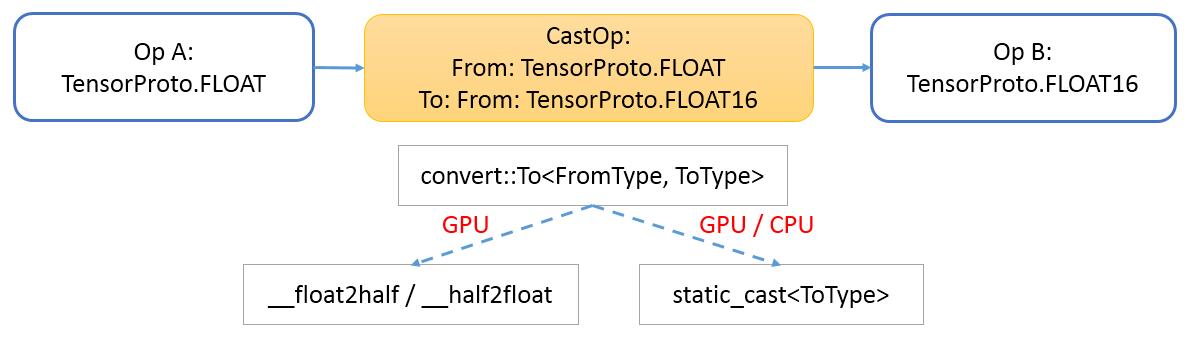 Op A:
TensorProto.FLOAT
CastOp:
From: TensorProto.FLOAT
To: From: TensorProto.FLOAT16
Op B:
TensorProto.FLOAT16
convert::To<FromType, ToType>
GPU
GPU / CPU
__float2half / __half2float
static_cast<ToType>